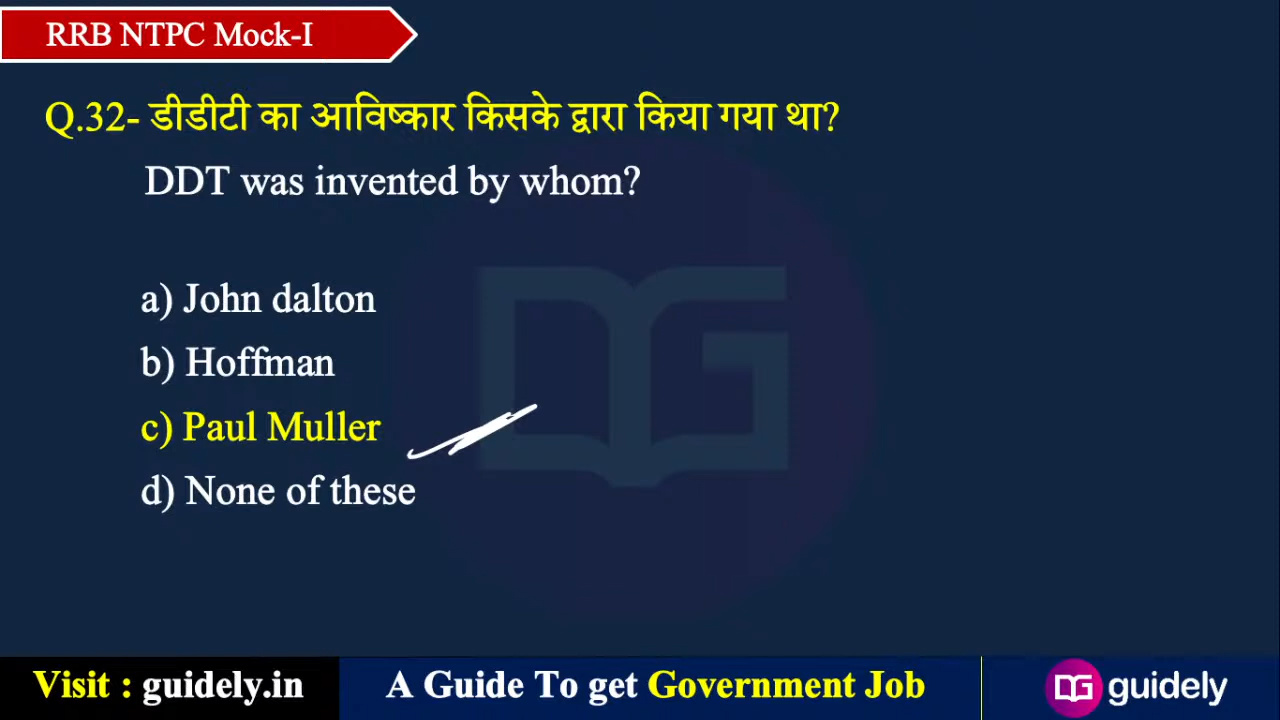 RRB NTPC Mock-I
Q.32- डीडीटी का आविष्कार किसके द्वारा किया गया था?
DDT was invented by whom?
a) John dalton
b) Hoffman
c) Paul Muller
d) None of these
Visit : guidely.in
A Guide To get Government Job
DG guidely